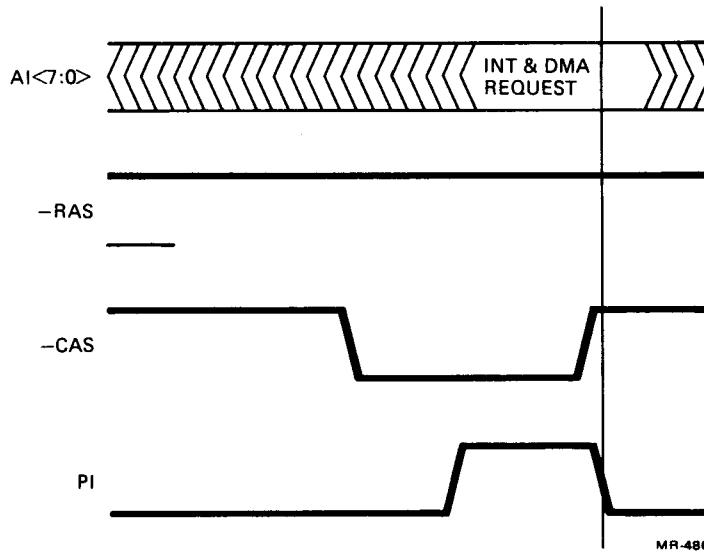 AI<7:0>
INT & DMA
REQUEST
—RAS
—CAS
PI